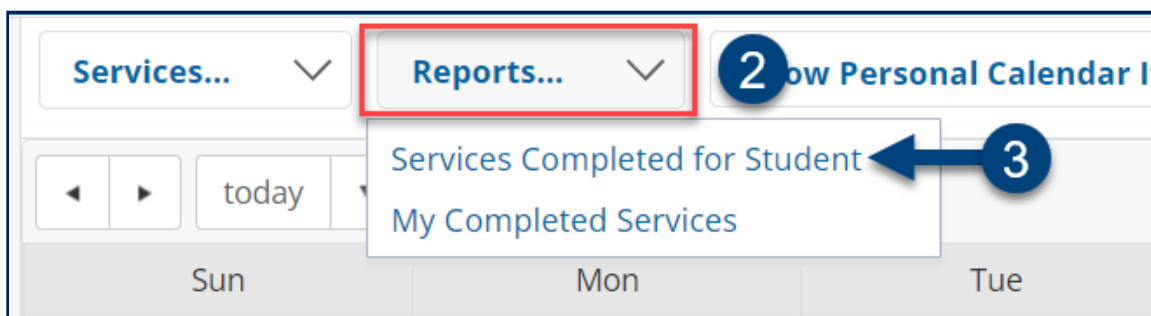 Services... Reports... 2 ow Personal Calendar
Services Completed for Student 3
today
My Completed Services
Sun Mon Tue